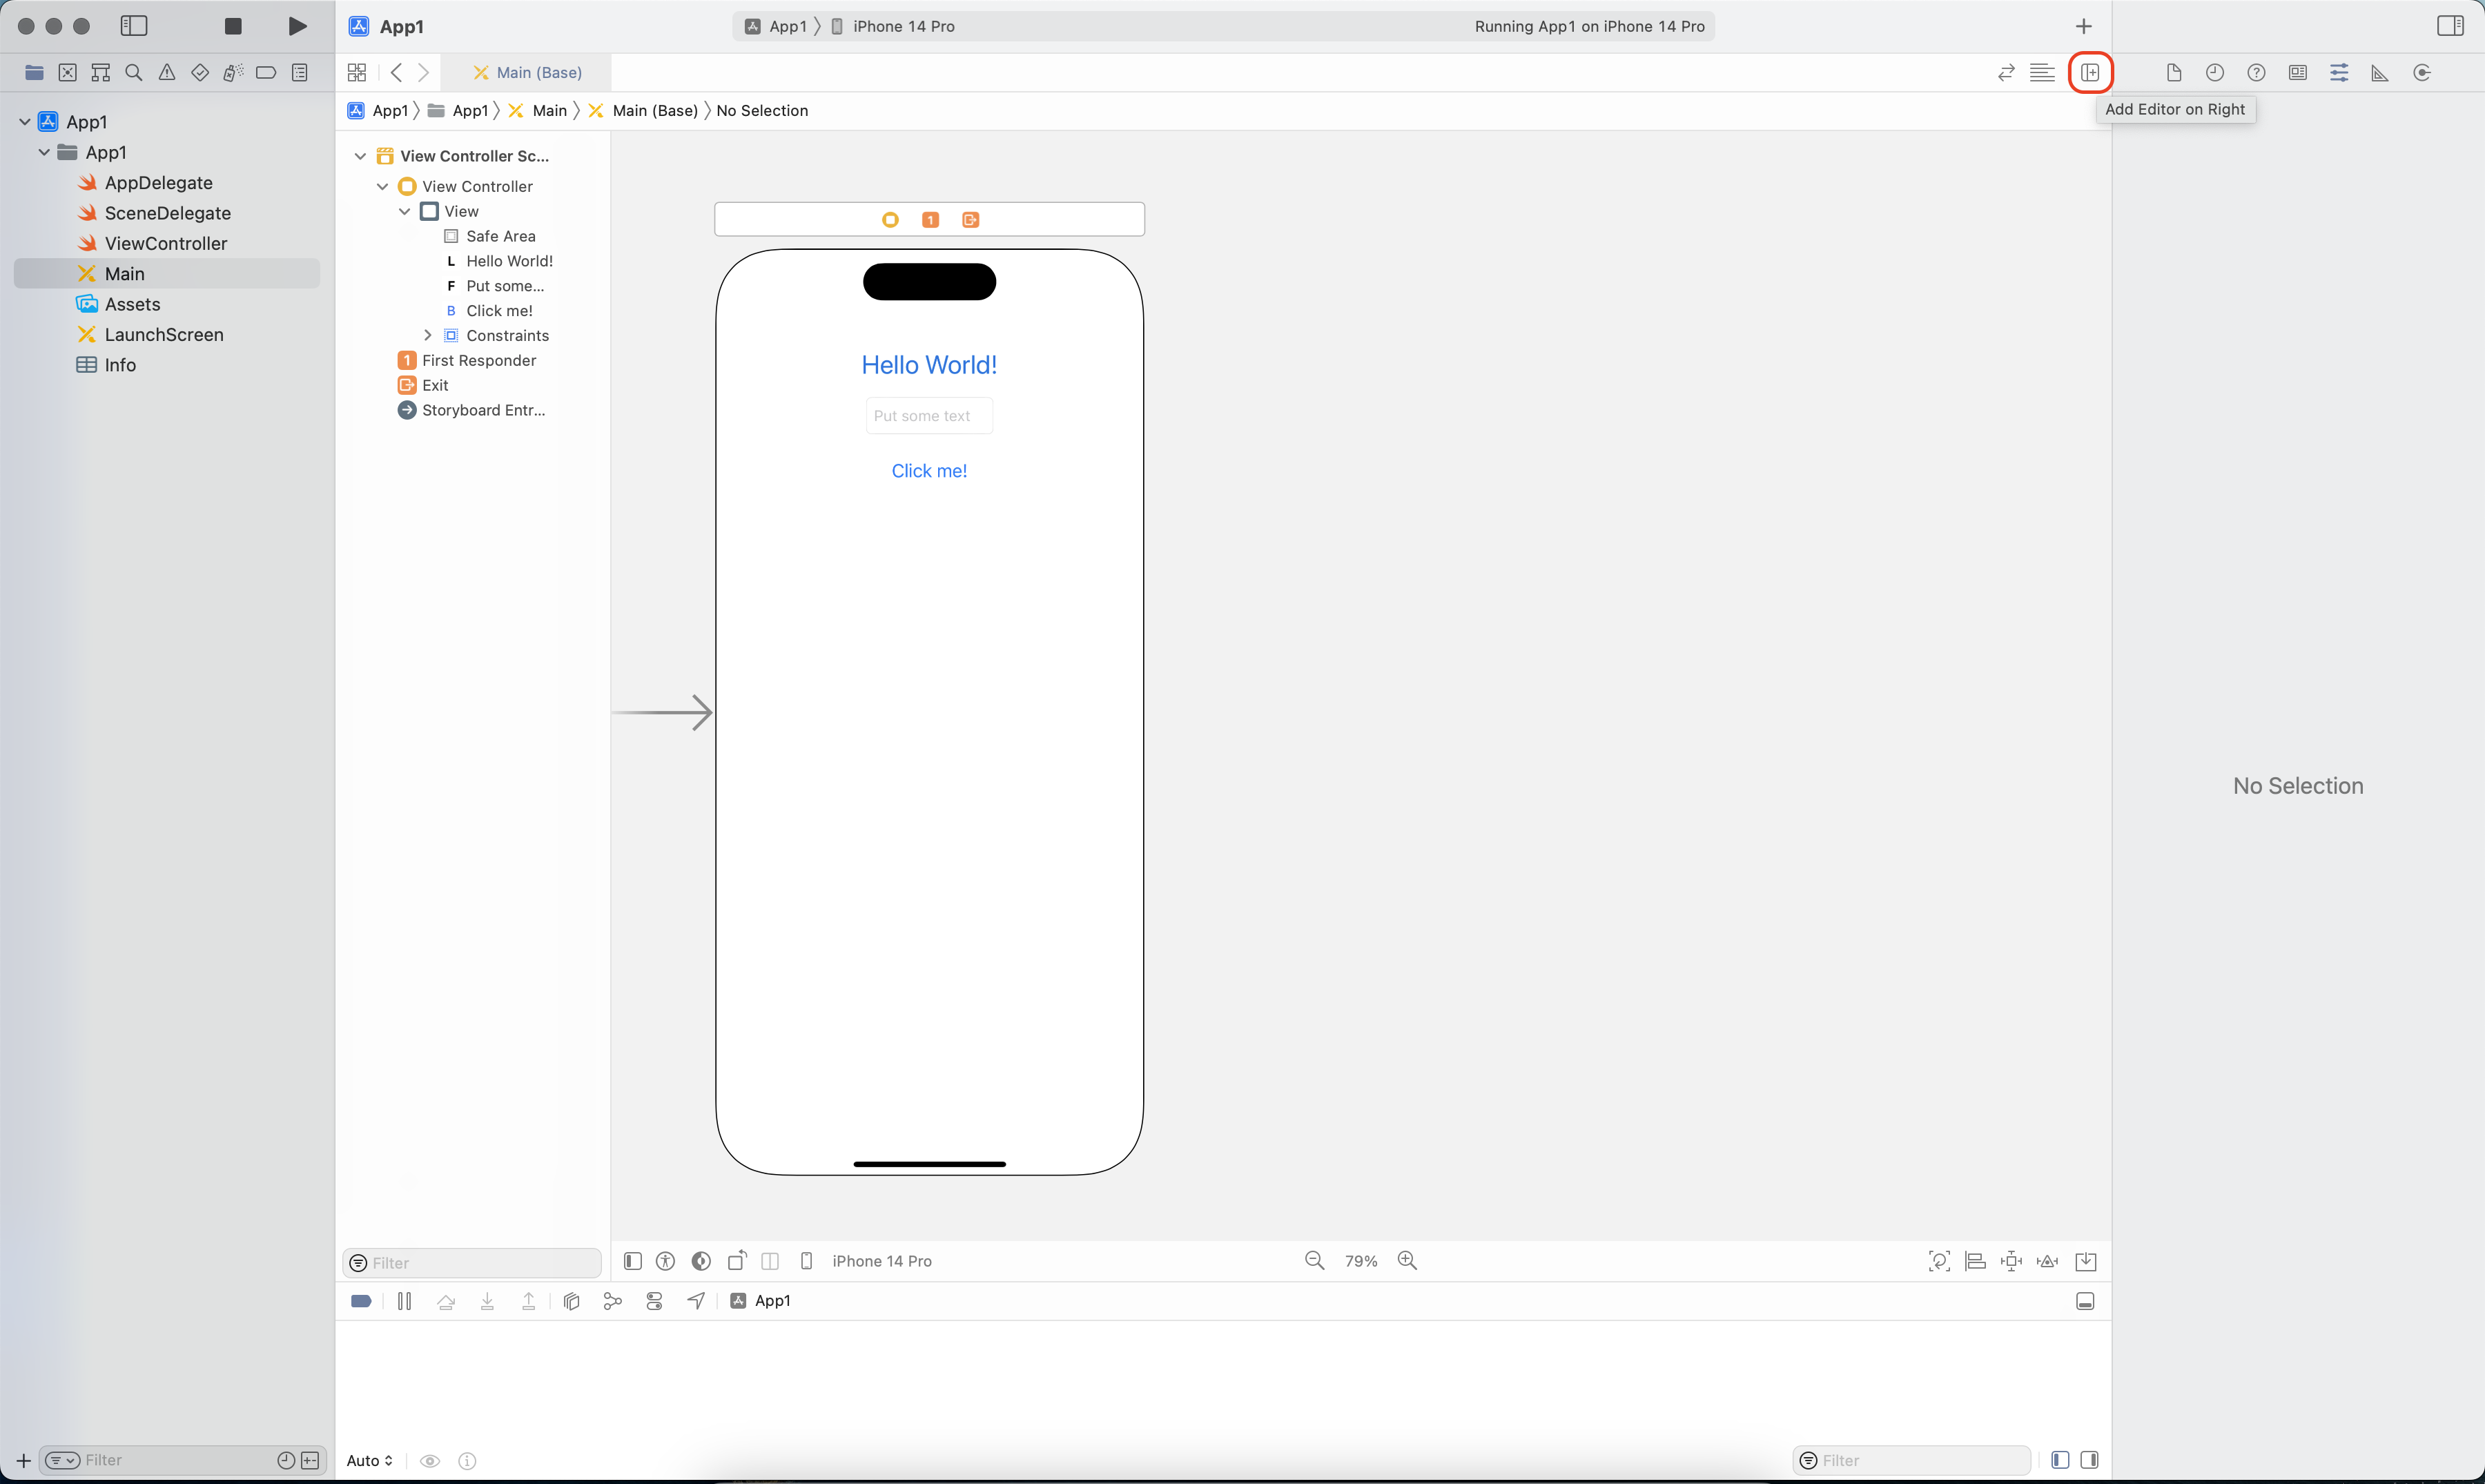 App1
App1 iPhone 14 Pro
Running App1 on iPhone 14 Pro
Main (Base)
Add Editor on Right
App1 App1 Main Main (Base) No Selection
App1
App1
AppDelegate
SceneDelegate
ViewController
Main
Assets
LaunchScreen
Info
View Controller Sc...
View Controller
View
Safe Area
L Hello World!
F Put some...
B Click me!
Constraints
1 First Responder
Exit
Storyboard Entr...
1
Hello World!
Put some text
Click me!
No Selection
Filter
iPhone 14 Pro
79%
App1
Filter
Auto
Filter